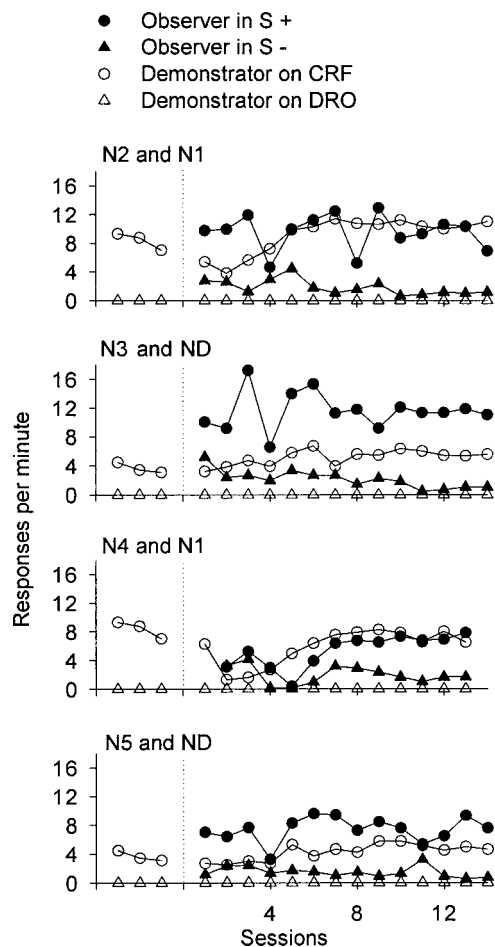 Observer in S +
Observer in S -
Demonstrator on CRF
Demonstrator on DRO
N2 and N1
16
12
8
4
0
N3 and ND
16
12
8
4
0
Responses per minute
N4 and N1
16
12
8
4
0
N5 and ND
16
12
8
4
0
4 8 12
Sessions